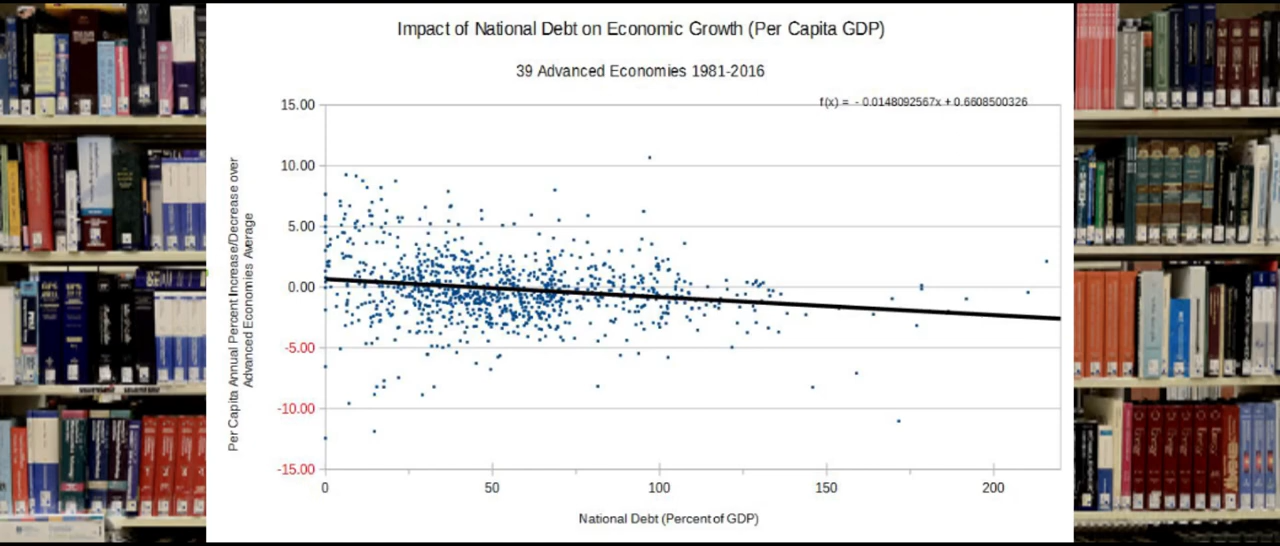 Impact of National Debt on Economic Growth (Per Capita GDP)
39 Advanced Economies 1981-2016
f(x) = - 0.0148092567x + 0.6608500326
15.00
10.00
5.00
0.00
-5.00
-10.00
-15.00
Per Capita Annual Percent Increase/Decrease over
Advanced Economies Average
0
50
100
150
200
National Debt (Percent of GDP)